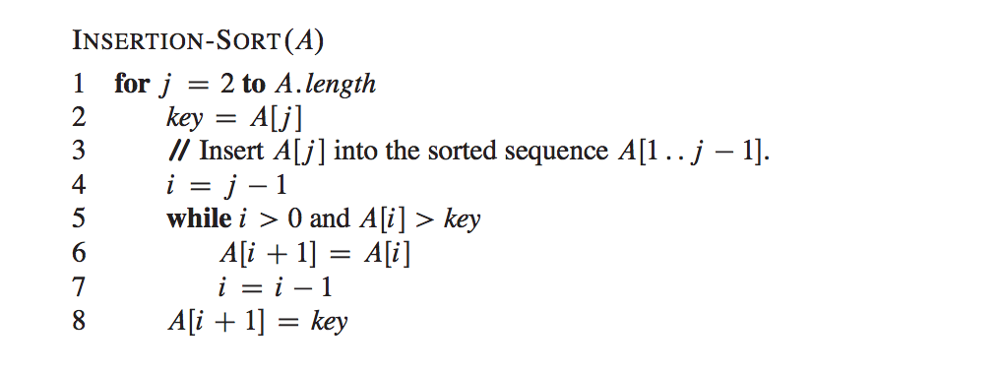 INSERTION-SORT(A)
1 for j = 2 to A.length
2 key = A[j]
3 // Insert A[j] into the sorted sequence A[1 . . j − 1].
4 i = j − 1
5 while i > 0 and A[i] > key
6 A[i + 1] = A[i]
7 i = i − 1
8 A[i + 1] = key